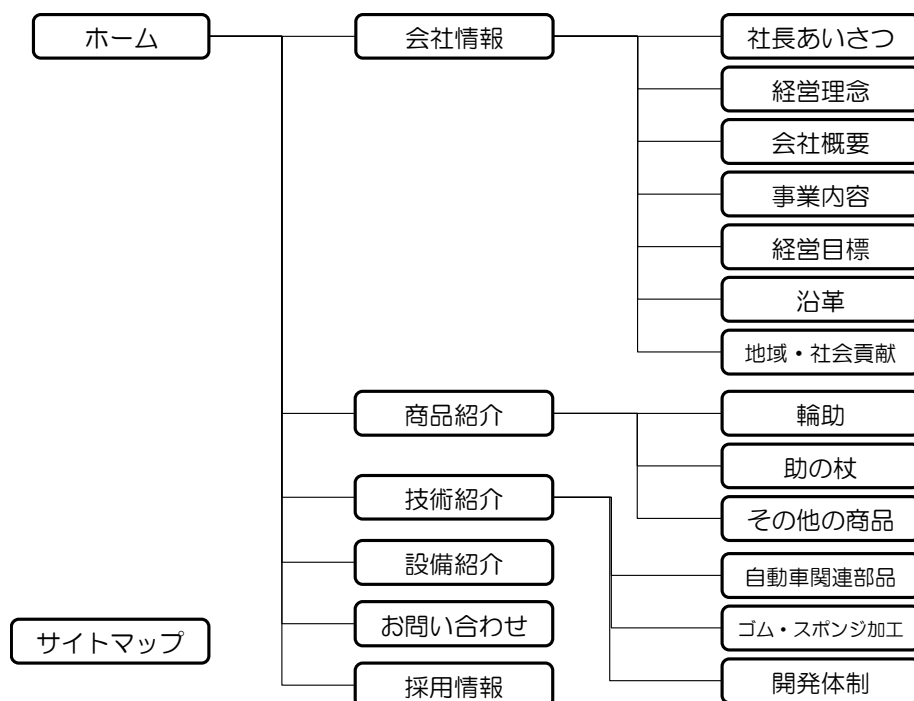 ホーム
会社情報
社長あいさつ
経営理念
会社概要
事業内容
経営目標
沿革
地域・社会貢献
商品紹介
輪助
助の杖
その他の商品
技術紹介
自動車関連部品
ゴム・スポンジ加工
開発体制
設備紹介
お問い合わせ
採用情報
サイトマップ